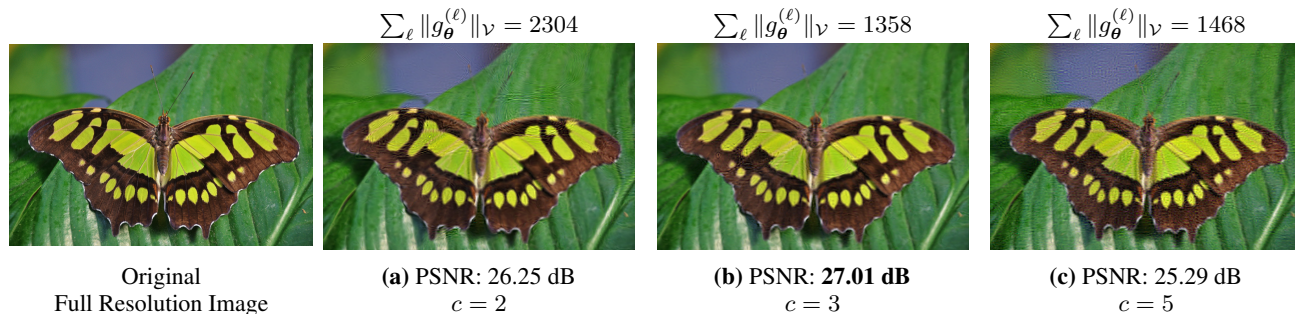 ∑_ℓ ‖g_θ^(ℓ)‖_𝒱 = 2304
∑_ℓ ‖g_θ^(ℓ)‖_𝒱 = 1358
∑_ℓ ‖g_θ^(ℓ)‖_𝒱 = 1468
Original
Full Resolution Image
(a) PSNR: 26.25 dB
c = 2
(b) PSNR: 27.01 dB
c = 3
(c) PSNR: 25.29 dB
c = 5